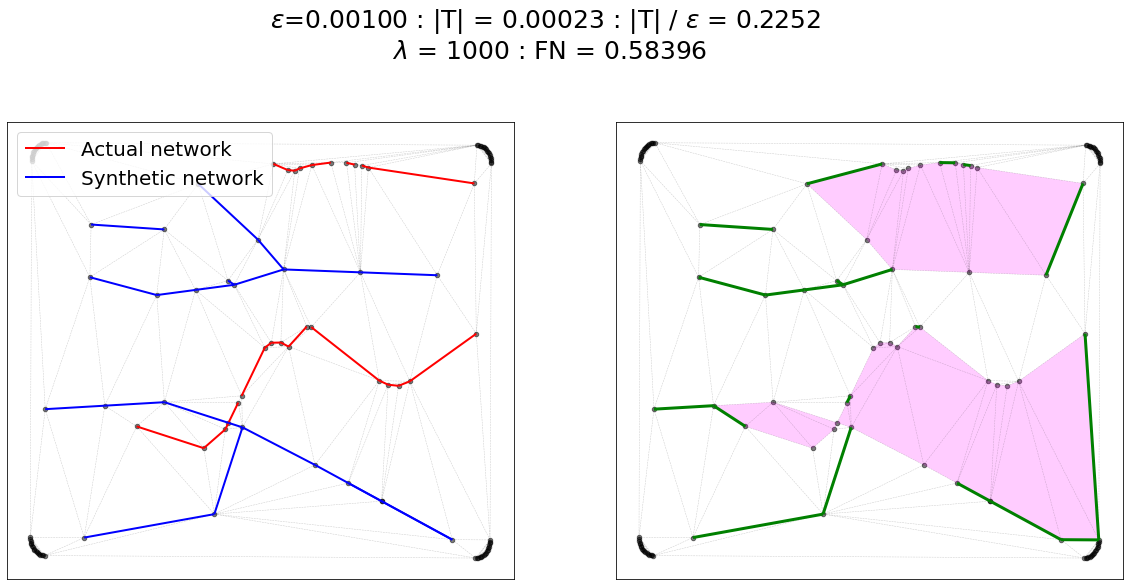 ε=0.00100 : |T| = 0.00023 : |T| / ε = 0.2252
λ = 1000 : FN = 0.58396
Actual network
Synthetic network